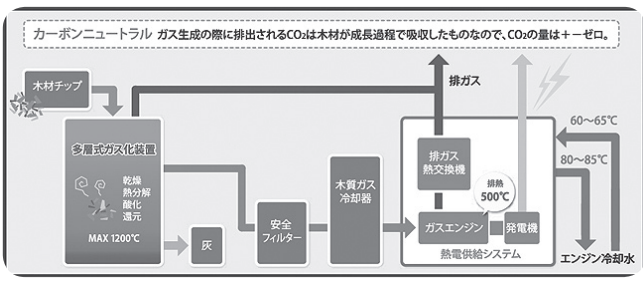 カーボンニュートラル ガス生成の際に排出されるCO₂は木材が成長過程で吸収したものなので、CO₂の量は+−ゼロ。
木材チップ
排ガス
多層式ガス化装置
乾燥
熱分解
酸化
還元
MAX 1200℃
灰
安全
フィルター
木質ガス
冷却器
排ガス
熱交換機
排熱
500℃
ガスエンジン
発電機
熱電供給システム
60〜65℃
80〜85℃
エンジン冷却水